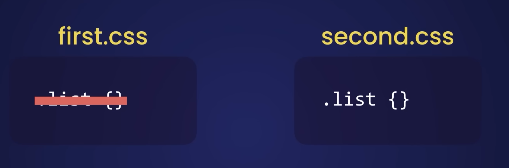 first.css
second.css
.list {}
.list {}